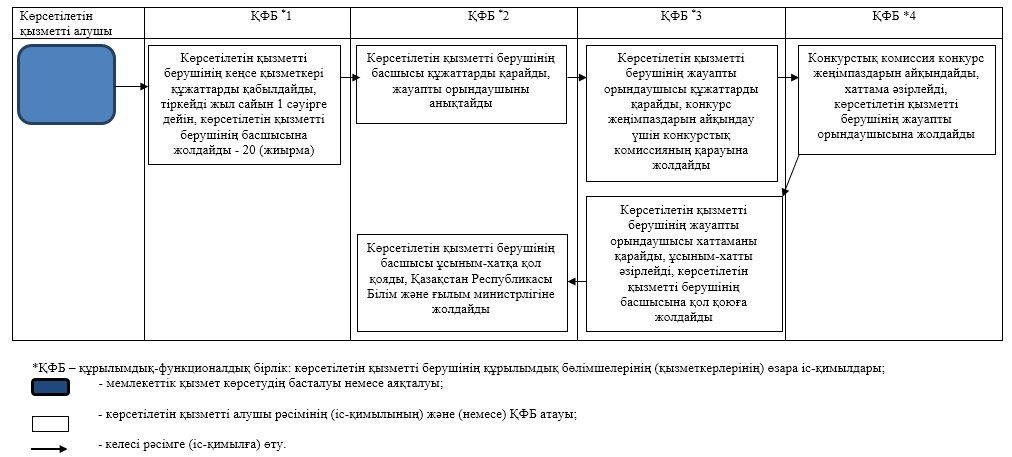 Көрсетілетін
қызметті алушы
ҚФБ *1
ҚФБ *2
ҚФБ *3
ҚФБ *4
Көрсетілетін қызметті
берушінің кеңсе қызметкері
құжаттарды қабылдайды,
тіркейді жыл сайын 1 сәуірге
дейін, көрсетілетін қызметті
берушінің басшысына
жолдайды - 20 (жиырма)
Көрсетілетін қызметті берушінің
басшысы құжаттарды қарайды,
жауапты орындаушыны
анықтайды
Көрсетілетін қызметті
берушінің жауапты
орындаушысы құжаттарды
қарайды, конкурс
жеңімпаздарын айқындау
үшін конкурстық
комиссияның қарауына
жолдайды
Конкурстық комиссия конкурс
жеңімпаздарын айқындайды,
хаттама әзірлейді,
көрсетілетін қызметті
берушінің жауапты
орындаушысына жолдайды
Көрсетілетін қызметті
берушінің жауапты
орындаушысы хаттаманы
қарайды, ұсыным-хатты
әзірлейді, көрсетілетін
қызметті берушінің
басшысына қол қоюға
жолдайды
Көрсетілетін қызметті берушінің
басшысы ұсыным-хатқа қол
қояды, Қазақстан Республикасы
Білім және ғылым министрлігіне
жолдайды
*ҚФБ – құрылымдық-функционалдық бірлік: көрсетілетін қызметті берушінің құрылымдық бөлімшелерінің (қызметкерлерінің) өзара іс-қимылдары;
- мемлекеттік қызмет көрсетудің басталуы немесе аяқталуы;
- көрсетілетін қызметті алушы рәсімінің (іс-қимылының) және (немесе) ҚФБ атауы;
- келесі рәсімге (іс-қимылға) өту.